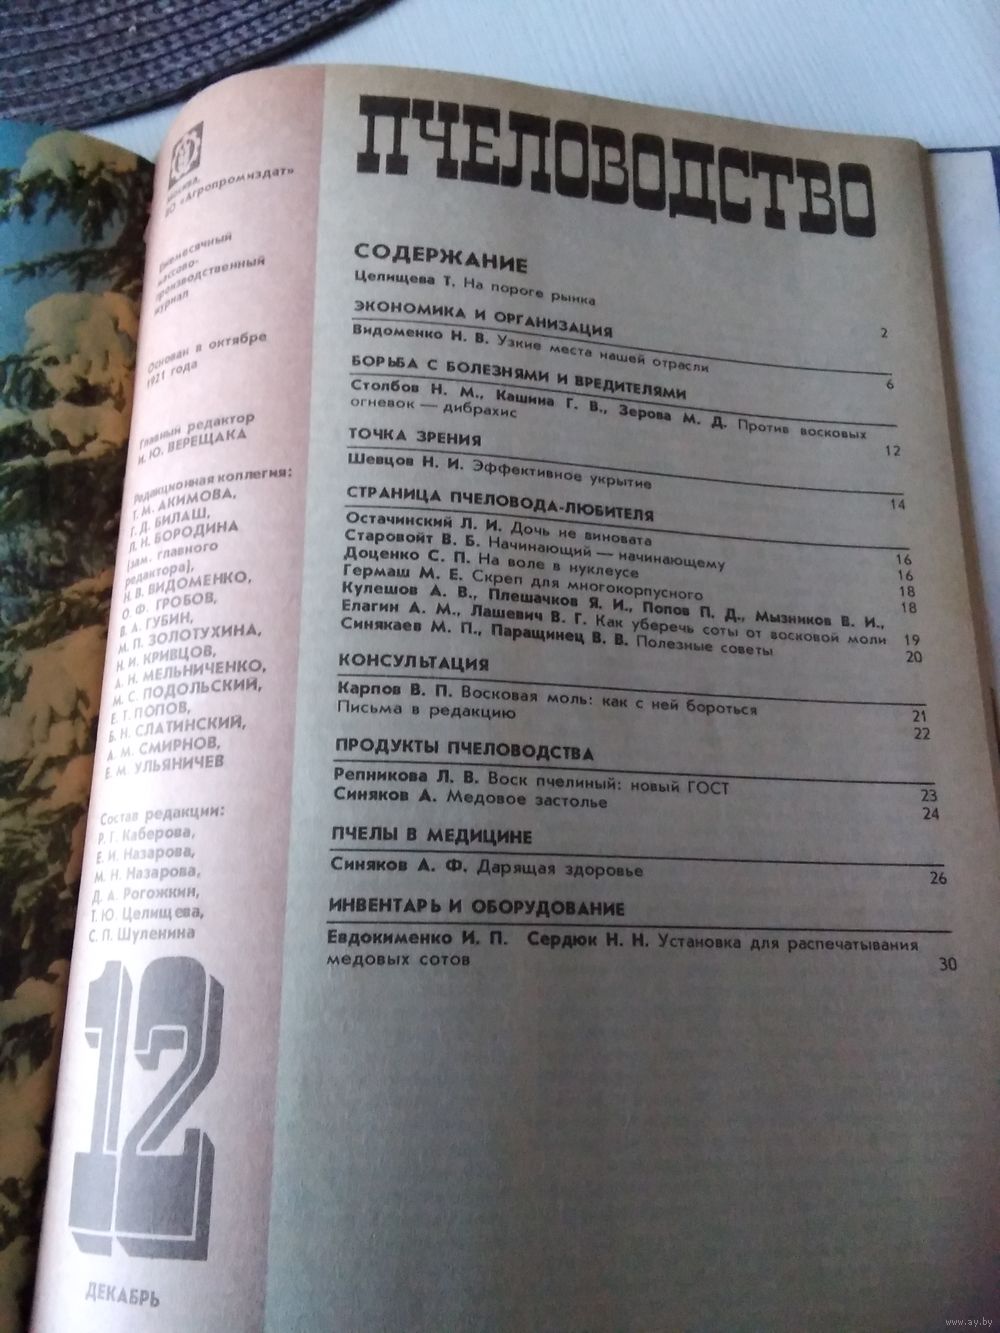 Москва,
ВО «Агропромиздат»
Ежемесячный
массово-
производственный
журнал
Основан в октябре
1921 года
Главный редактор
И. Ю. ВЕРЕЩАКА
Редакционная коллегия:
Т. М. АКИМОВА,
Г. Д. БИЛАШ,
Л. Н. БОРОДИНА
(зам. главного
редактора),
Н. В. ВИДОМЕНКО,
О. Ф. ГРОБОВ,
В. А. ГУБИН,
М. П. ЗОЛОТУХИНА,
Н. И. КРИВЦОВ,
А. Н. МЕЛЬНИЧЕНКО,
М. С. ПОДОЛЬСКИЙ,
Е. Т. ПОПОВ,
Б. Н. СЛАТИНСКИЙ,
А. М. СМИРНОВ,
Е. М. УЛЬЯНИЧЕВ
Состав редакции:
Р. Г. Каберова,
Е. И. Назарова,
М. Н. Назарова,
Д. А. Рогожкин,
Т. Ю. Целищева,
С. П. Шуленина
12
ДЕКАБРЬ
ПЧЕЛОВОДСТВО
СОДЕРЖАНИЕ
Целищева Т. На пороге рынка 2
ЭКОНОМИКА И ОРГАНИЗАЦИЯ
Видоменко Н. В. Узкие места нашей отрасли 6
БОРЬБА С БОЛЕЗНЯМИ И ВРЕДИТЕЛЯМИ
Столбов Н. М., Кашина Г. В., Зерова М. Д. Против восковых
огневок — дибрахис 12
ТОЧКА ЗРЕНИЯ
Шевцов Н. И. Эффективное укрытие 14
СТРАНИЦА ПЧЕЛОВОДА-ЛЮБИТЕЛЯ
Остачинский Л. И. Дочь не виновата 16
Старовойт В. Б. Начинающий — начинающему 16
Доценко С. П. На воле в нуклеусе 18
Гермаш М. Е. Скреп для многокорпусного 18
Кулешов А. В., Плешачков Я. И., Попов П. Д., Мызников В. И.,
Елагин А. М., Лашевич В. Г. Как уберечь соты от восковой моли 19
Синякаев М. П., Паращинец В. В. Полезные советы 20
КОНСУЛЬТАЦИЯ
Карпов В. П. Восковая моль: как с ней бороться 21
Письма в редакцию 22
ПРОДУКТЫ ПЧЕЛОВОДСТВА
Репникова Л. В. Воск пчелиный: новый ГОСТ 23
Синяков А. Медовое застолье 24
ПЧЕЛЫ В МЕДИЦИНЕ
Синяков А. Ф. Дарящая здоровье 26
ИНВЕНТАРЬ И ОБОРУДОВАНИЕ
Евдокименко И. П. Сердюк Н. Н. Установка для распечатывания
медовых сотов 30
www.ay.by